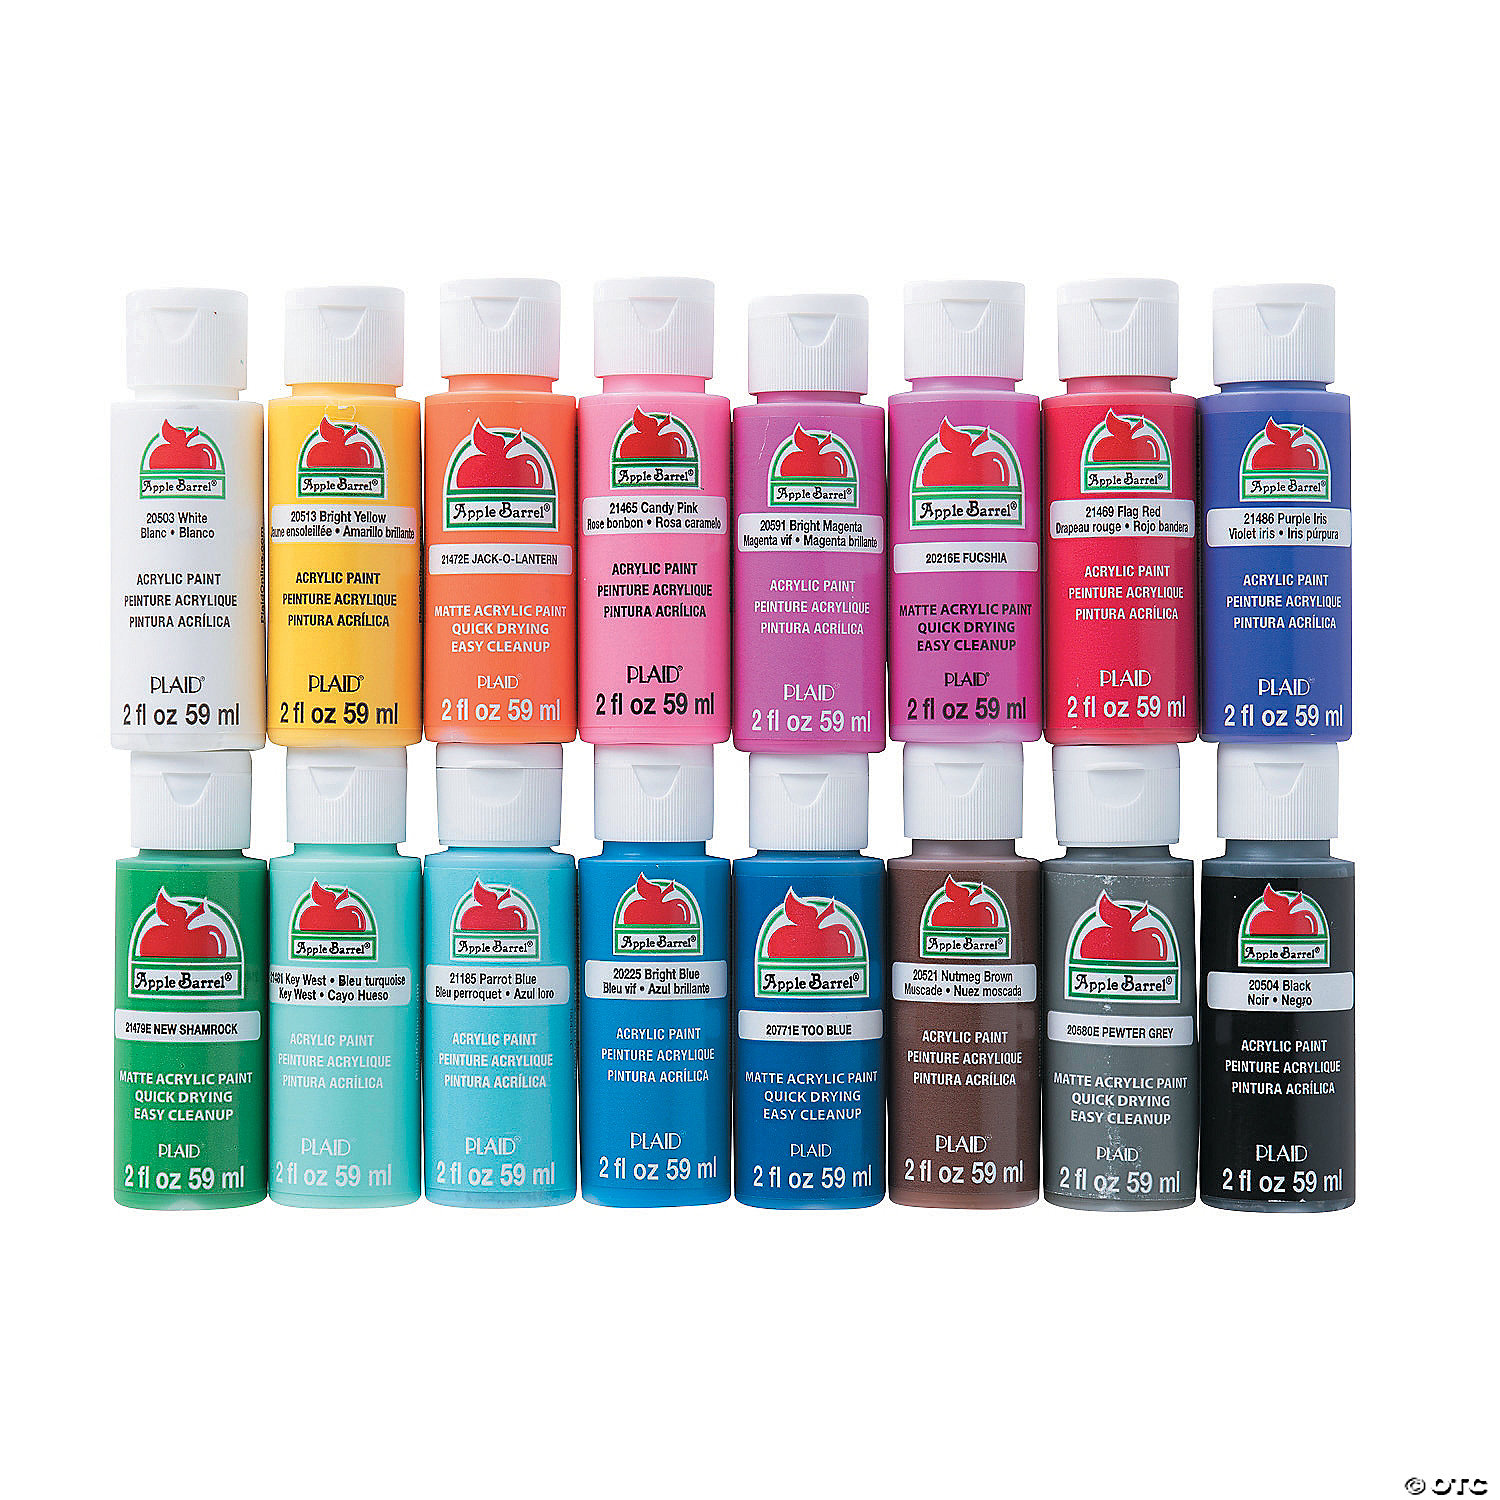 Apple Barrel®
20503 White
Blanc • Blanco
ACRYLIC PAINT
PEINTURE ACRYLIQUE
PINTURA ACRÍLICA
PLAID®
2 fl oz 59 ml
Apple Barrel®
20513 Bright Yellow
Jaune ensoleillée • Amarillo brillante
ACRYLIC PAINT
PEINTURE ACRYLIQUE
PINTURA ACRÍLICA
PLAID®
2 fl oz 59 ml
Apple Barrel®
21472E JACK-O-LANTERN
MATTE ACRYLIC PAINT
QUICK DRYING
EASY CLEANUP
PLAID®
2 fl oz 59 ml
Apple Barrel®
21465 Candy Pink
Rose bonbon • Rosa caramelo
ACRYLIC PAINT
PEINTURE ACRYLIQUE
PINTURA ACRÍLICA
PLAID®
2 fl oz 59 ml
Apple Barrel®
20591 Bright Magenta
Magenta vif • Magenta brillante
ACRYLIC PAINT
PEINTURE ACRYLIQUE
PINTURA ACRÍLICA
PLAID®
2 fl oz 59 ml
Apple Barrel®
20216E FUCSHIA
MATTE ACRYLIC PAINT
QUICK DRYING
EASY CLEANUP
PLAID®
2 fl oz 59 ml
Apple Barrel®
21469 Flag Red
Drapeau rouge • Rojo bandera
ACRYLIC PAINT
PEINTURE ACRYLIQUE
PINTURA ACRÍLICA
PLAID
2 fl oz 59 ml
Apple Barrel®
21486 Purple Iris
Violet iris • Iris púrpura
ACRYLIC PAINT
PEINTURE ACRYLIQUE
PINTURA ACRÍLICA
PLAID®
2 fl oz 59 ml
Apple Barrel®
21479E NEW SHAMROCK
MATTE ACRYLIC PAINT
QUICK DRYING
EASY CLEANUP
PLAID®
2 fl oz 59 ml
Apple Barrel®
21481 Key West • Bleu turquoise
Key West • Cayo Hueso
ACRYLIC PAINT
PEINTURE ACRYLIQUE
PINTURA ACRÍLICA
PLAID®
2 fl oz 59 ml
Apple Barrel®
21185 Parrot Blue
Bleu perroquet • Azul loro
ACRYLIC PAINT
PEINTURE ACRYLIQUE
PINTURA ACRÍLICA
PLAID®
2 fl oz 59 ml
Apple Barrel®
20225 Bright Blue
Bleu vif • Azul brillante
ACRYLIC PAINT
PEINTURE ACRYLIQUE
PINTURA ACRÍLICA
PLAID®
2 fl oz 59 ml
Apple Barrel®
20771E TOO BLUE
MATTE ACRYLIC PAINT
QUICK DRYING
EASY CLEANUP
PLAID
2 fl oz 59 ml
Apple Barrel®
20521 Nutmeg Brown
Muscade • Nuez moscada
ACRYLIC PAINT
PEINTURE ACRYLIQUE
PINTURA ACRÍLICA
PLAID®
2 fl oz 59 ml
Apple Barrel®
20580E PEWTER GREY
MATTE ACRYLIC PAINT
QUICK DRYING
EASY CLEANUP
PLAID®
2 fl oz 59 ml
Apple Barrel®
20504 Black
Noir • Negro
ACRYLIC PAINT
PEINTURE ACRYLIQUE
PINTURA ACRÍLICA
PLAID
2 fl oz 59 ml
© OTC